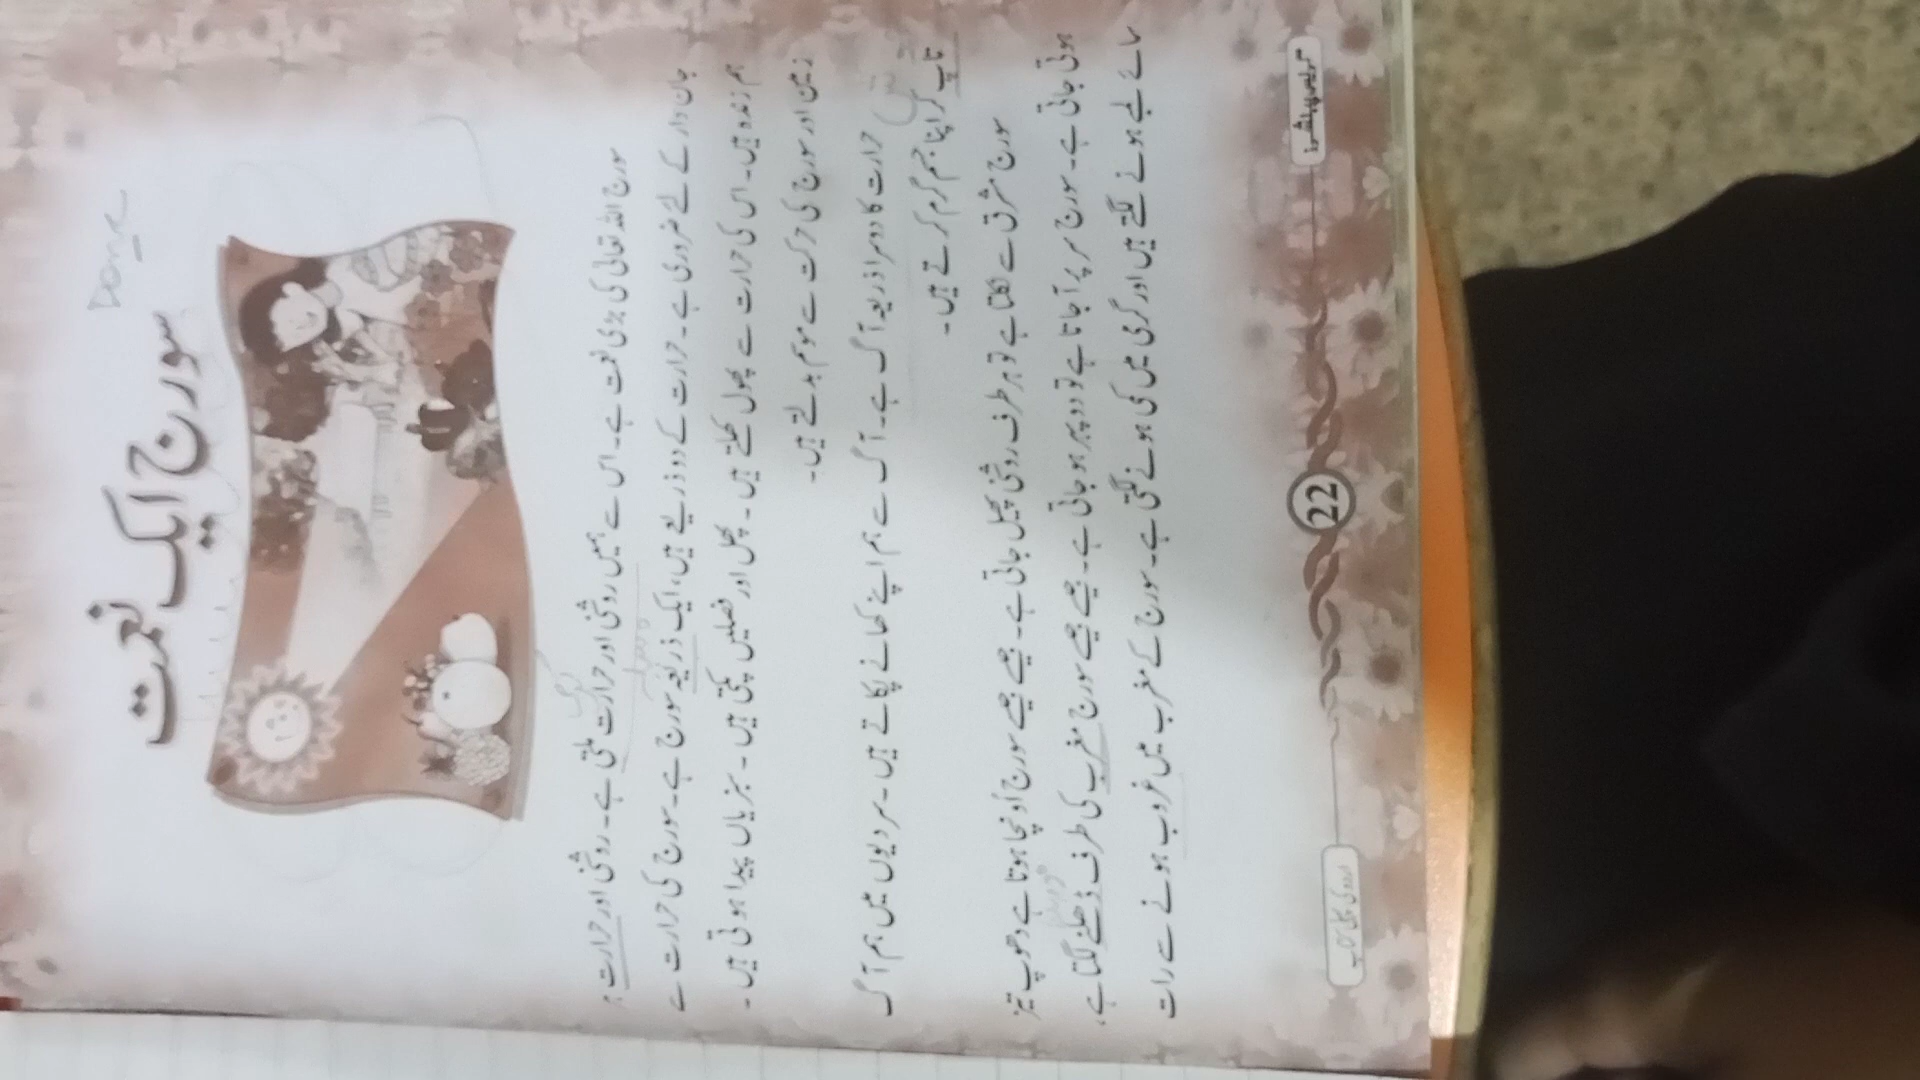 Done
سورج ایک نعمت
سورج اللہ تعالیٰ کی بڑی نعمت ہے۔ اس سے ہمیں روشنی اور حرارت ملتی ہے۔ روشنی اور حرارت ہر
جان دار کے لئے ضروری ہے۔ حرارت کے دو ذریعے ہیں، ایک ذریعہ سورج ہے۔ سورج کی حرارت سے
ہم زندہ ہیں۔ اس کی حرارت سے پھول کھلتے ہیں۔ پھل اور فصلیں پکتی ہیں۔ سبزیاں پیدا ہوتی ہیں۔
زمین اور سورج کی حرکت سے موسم بدلتے ہیں۔
حرارت کا دوسرا ذریعہ آگ ہے۔ آگ سے ہم اپنے کھانے پکاتے ہیں۔ سردیوں میں ہم آگ
تاپ کر اپنا جسم گرم کرتے ہیں۔
سورج مشرق سے نکلتا ہے تو ہر طرف روشنی پھیل جاتی ہے۔ جیسے جیسے سورج اُونچا ہوتا ہے دھوپ تیز
ہوتی جاتی ہے۔ سورج سر پر آ جاتا ہے تو دوپہر ہو جاتی ہے۔ جیسے جیسے سورج مغرب کی طرف ڈھلنے لگتا ہے،
سائے لمبے ہونے لگتے ہیں اور گرمی میں کمی ہونے لگتی ہے۔ سورج کے مغرب میں غروب ہونے سے رات
22
اردو کی کتاب